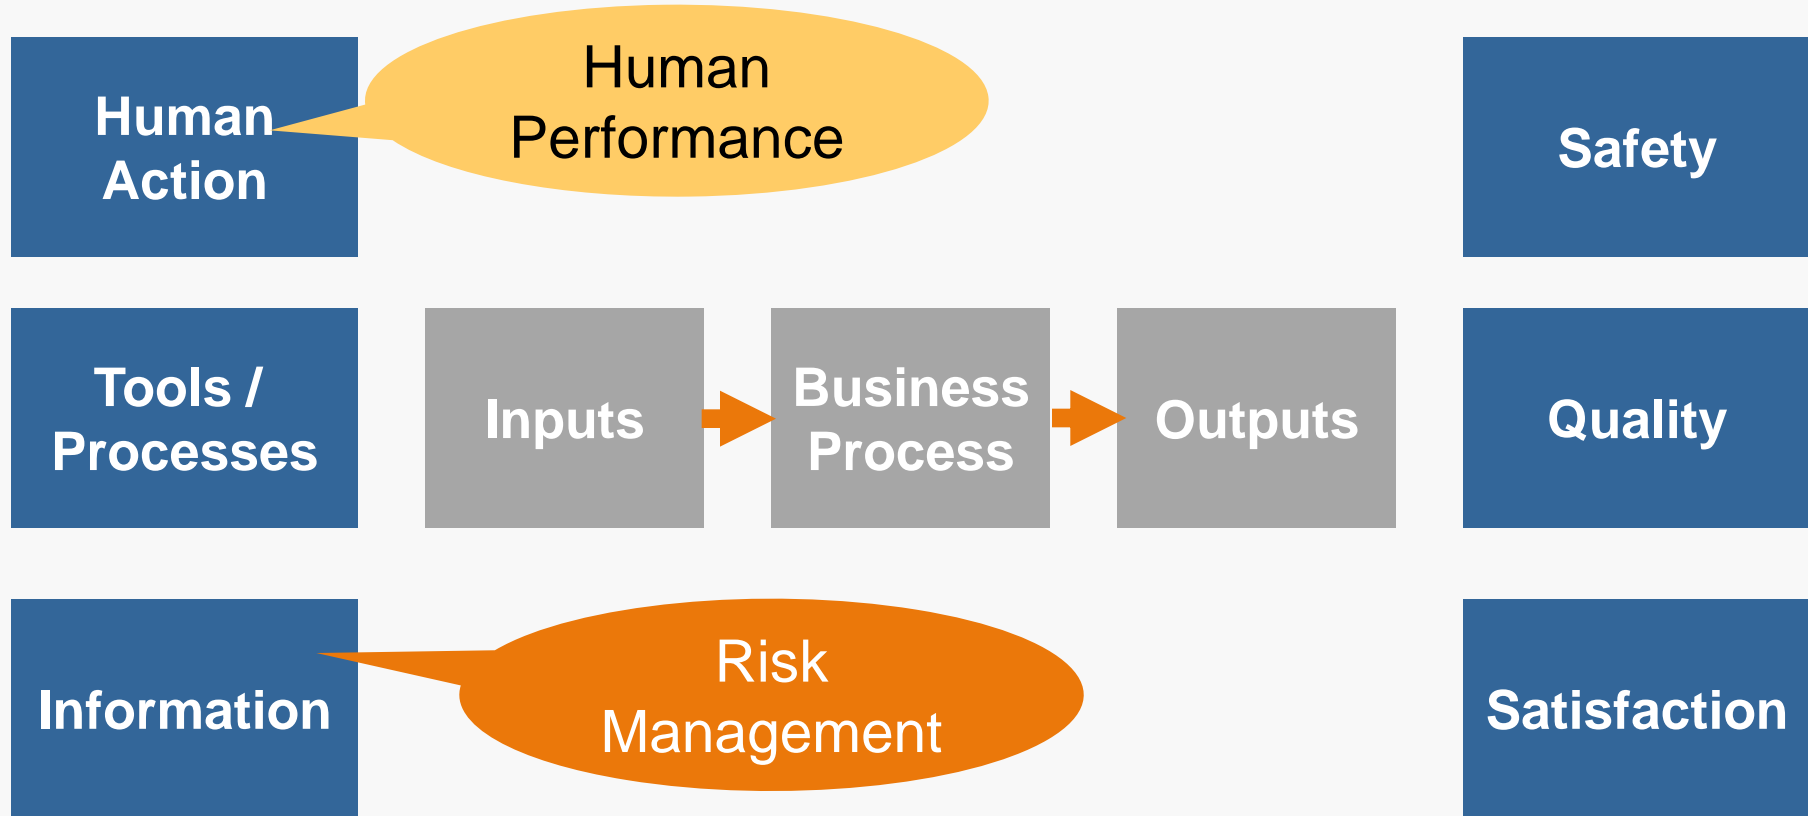 Human
Action
Human
Performance
Safety
Tools /
Processes
Inputs
Business
Process
Outputs
Quality
Information
Risk
Management
Satisfaction